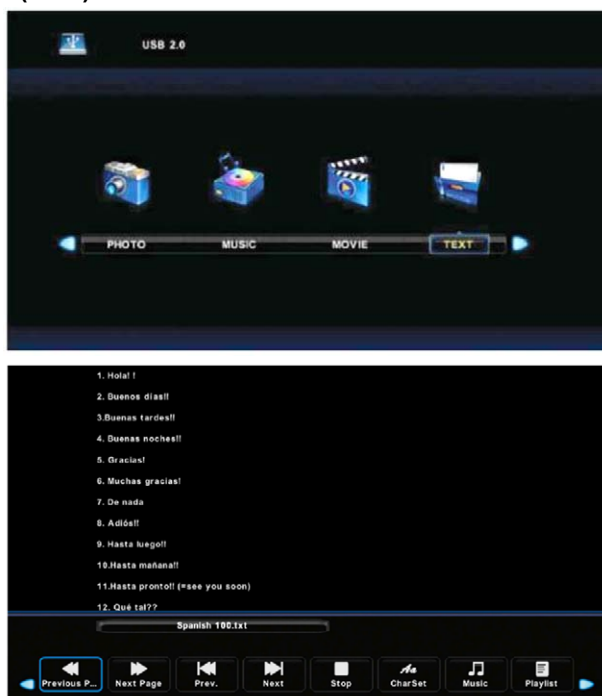 USB 2.0
PHOTO MUSIC MOVIE TEXT
1. Hola! !
2. Buenos días!!
3.Buenas tardes!!
4. Buenas noches!!
5. Gracias!
6. Muchas gracias!
7. De nada
8. Adiós!!
9. Hasta luego!!
10.Hasta mañana!!
11.Hasta pronto!! (=see you soon)
12. Qué tal??
Spanish 100.txt
Previous P... Next Page Prev. Next Stop CharSet Music Playlist